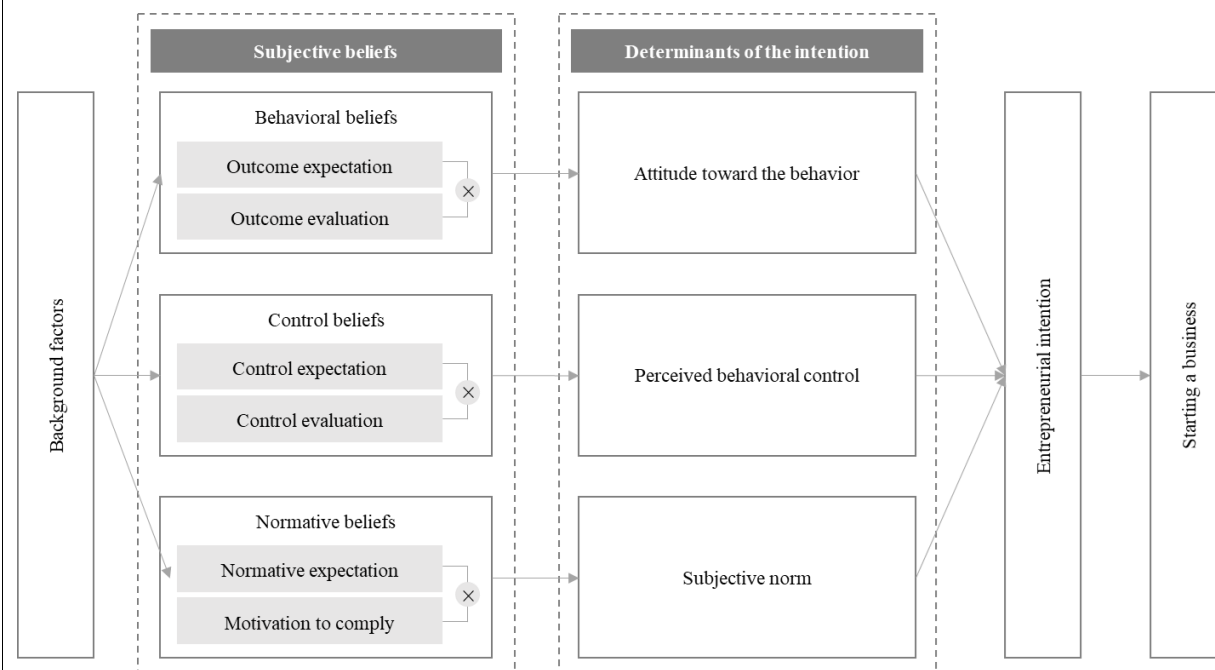 Subjective beliefs
Determinants of the intention
Background factors
Behavioral beliefs
Outcome expectation
×
Outcome evaluation
Attitude toward the behavior
Control beliefs
Control expectation
×
Control evaluation
Perceived behavioral control
Normative beliefs
Normative expectation
×
Motivation to comply
Subjective norm
Entrepreneurial intention
Starting a business